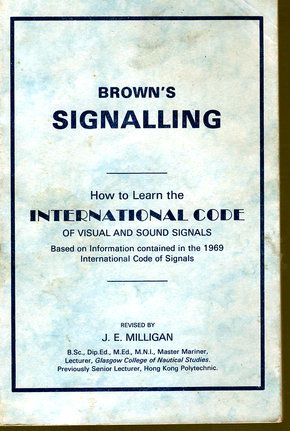 BROWN'S
SIGNALLING
How to Learn the
INTERNATIONAL CODE
OF VISUAL AND SOUND SIGNALS
Based on Information contained in the 1969
International Code of Signals
REVISED BY
J. E. MILLIGAN
B.Sc., Dip.Ed., M.Ed., M.N.I., Master Mariner,
Lecturer, Glasgow College of Nautical Studies.
Previously Senior Lecturer, Hong Kong Polytechnic.